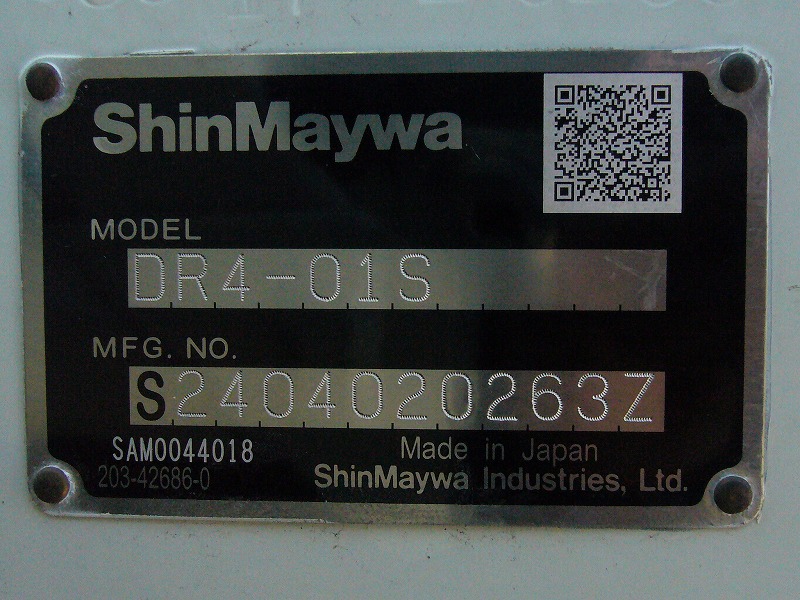 ShinMaywa
MODEL
DR4-01S
MFG. NO.
S2404020263Z
SAM0044018
Made in Japan
203-42686-0
ShinMaywa Industries, Ltd.